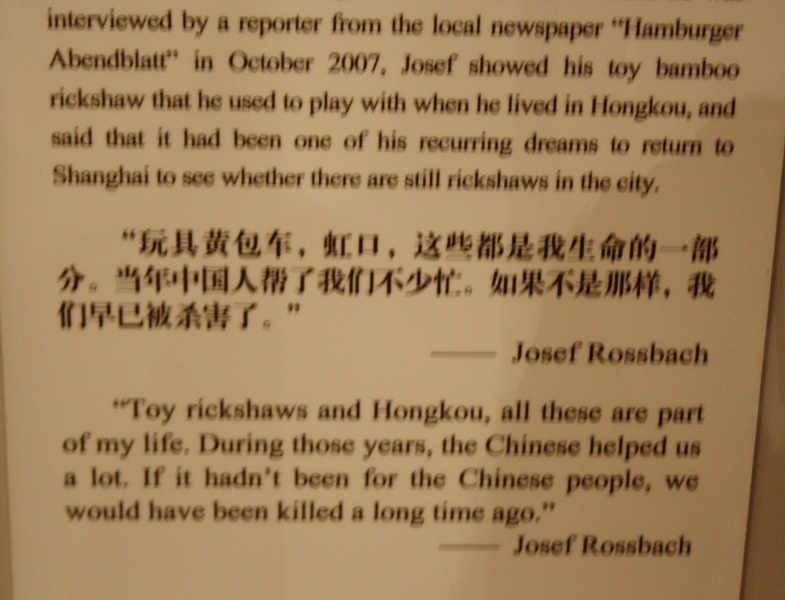 interviewed by a reporter from the local newspaper “Hamburger
Abendblatt” in October 2007, Josef showed his toy bamboo
rickshaw that he used to play with when he lived in Hongkou, and
said that it had been one of his recurring dreams to return to
Shanghai to see whether there are still rickshaws in the city.
“玩具黄包车，虹口，这些都是我生命的一部
分。当年中国人帮了我们不少忙。如果不是那样，我
们早已被杀害了。”
—— Josef Rossbach
“Toy rickshaws and Hongkou, all these are part
of my life. During those years, the Chinese helped us
a lot. If it hadn't been for the Chinese people, we
would have been killed a long time ago.”
—— Josef Rossbach